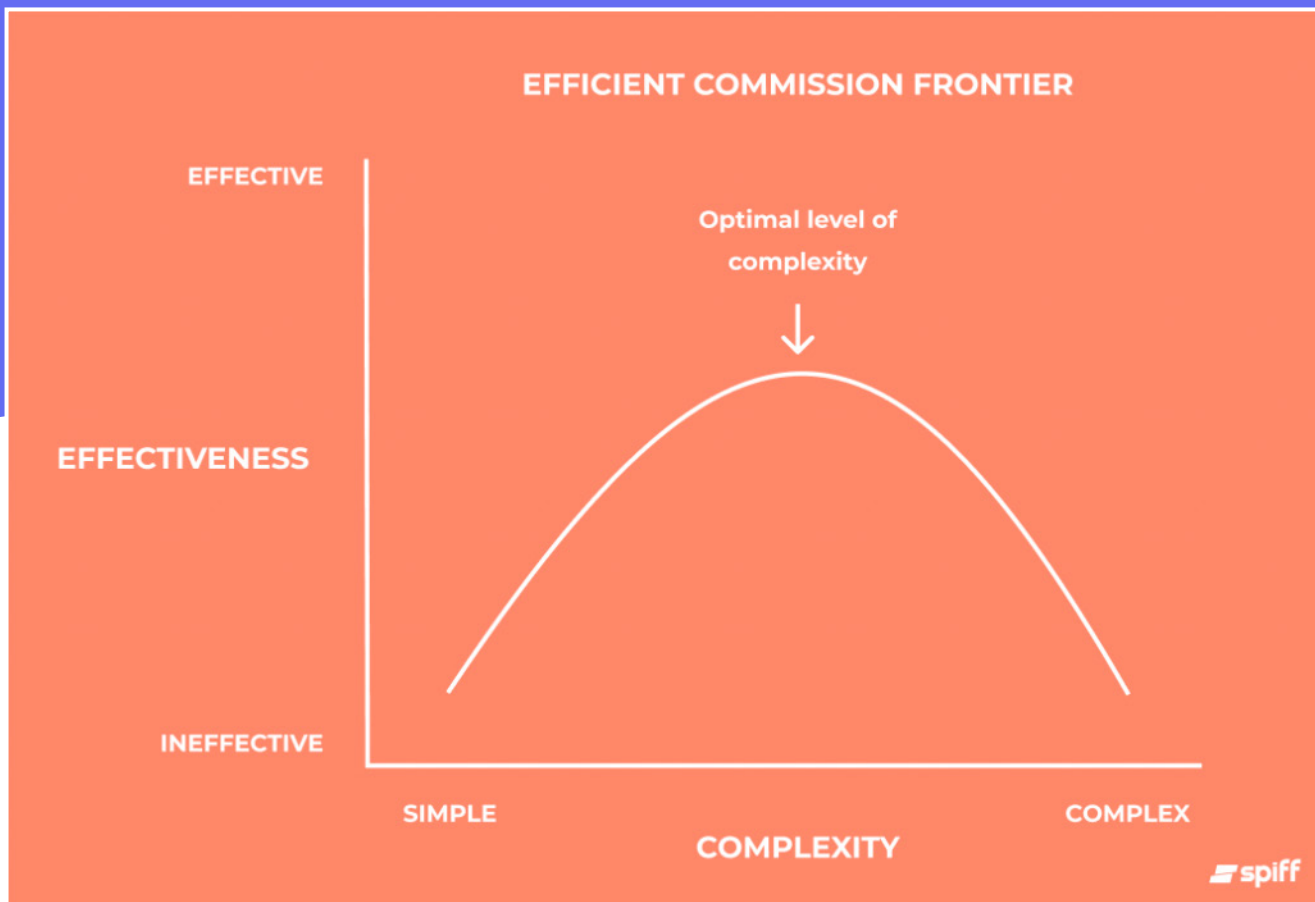 EFFICIENT COMMISSION FRONTIER
EFFECTIVE
Optimal level of
complexity
EFFECTIVENESS
INEFFECTIVE
SIMPLE
COMPLEX
COMPLEXITY
spiff